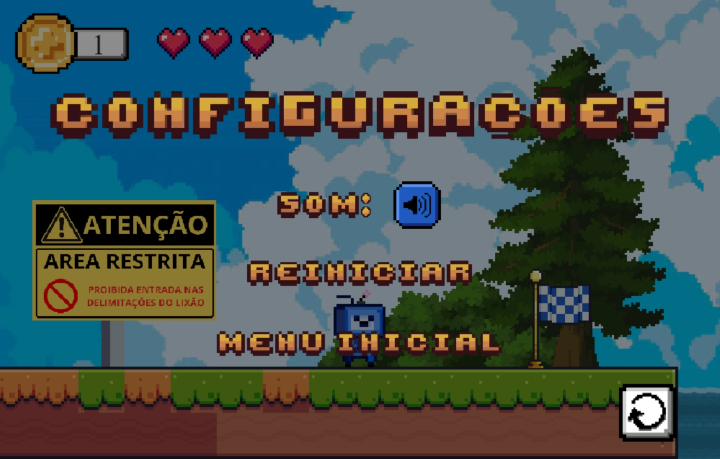 1
CONFIGURACOES
SOM:
ATENÇÃO
AREA RESTRITA
PROIBIDA ENTRADA NAS
DELIMITAÇÕES DO LIXÃO
REINICIAR
MENU INICIAL